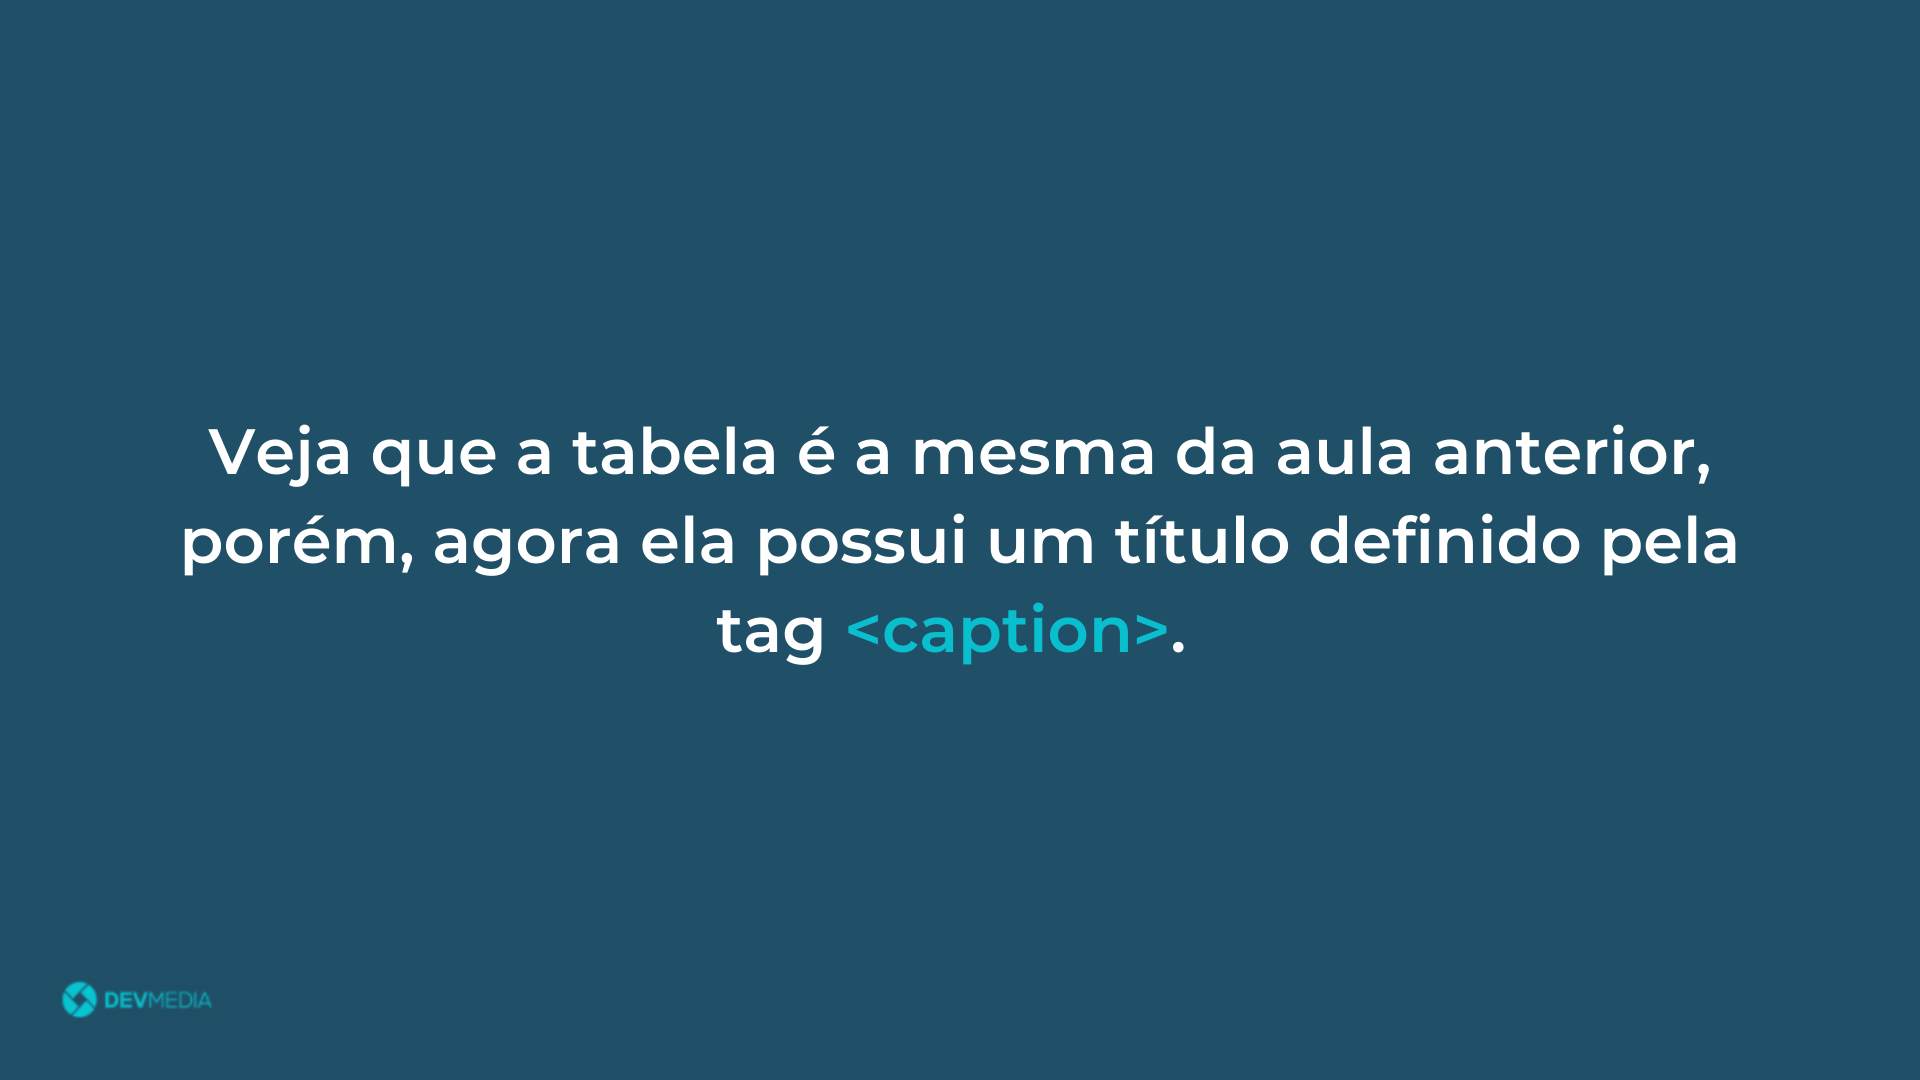 Veja que a tabela é a mesma da aula anterior,
porém, agora ela possui um título definido pela
tag <caption>.
DEVMEDIA